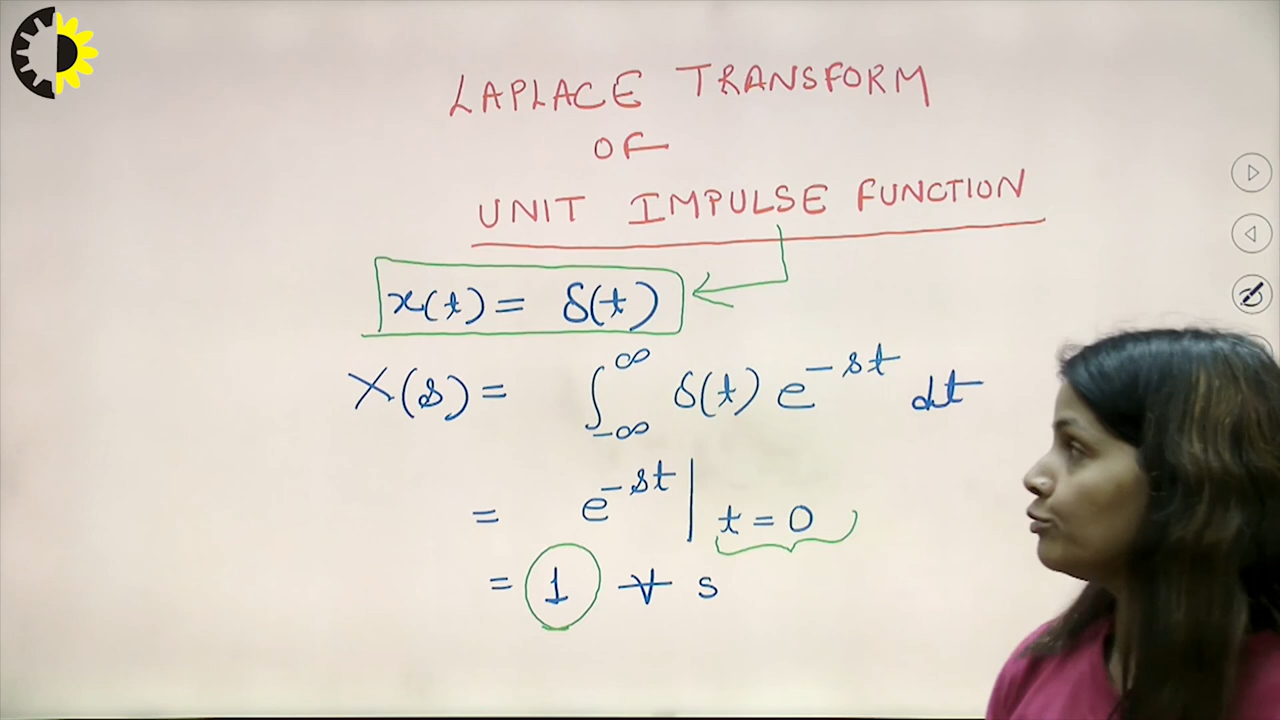 LAPLACE TRANSFORM
OF
UNIT IMPULSE FUNCTION
x(t) = δ(t)
X(s) = ∫_{-∞}^{∞} δ(t) e^{-st} dt
= e^{-st} | t = 0
= 1 ∀ s